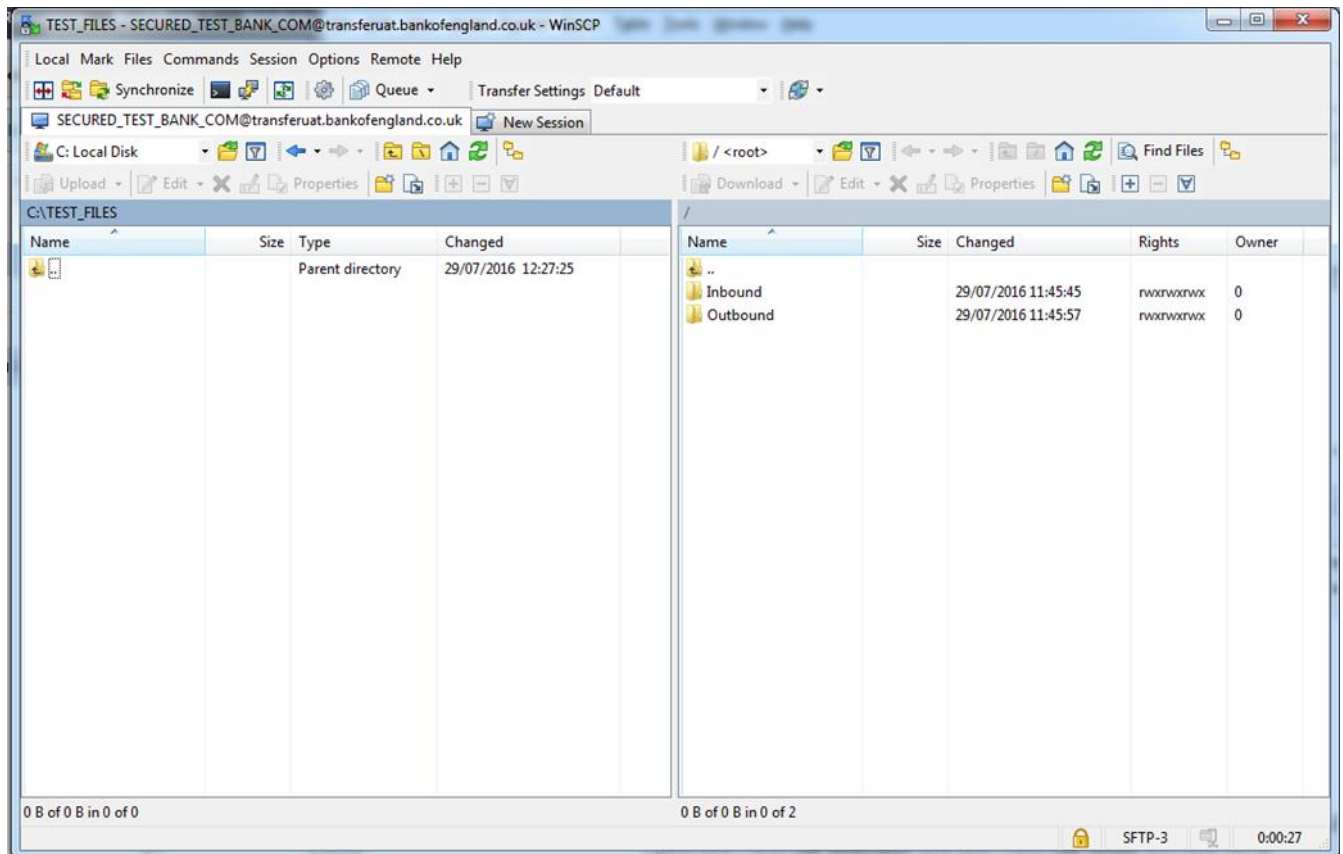 TEST_FILES - SECURED_TEST_BANK_COM@transferuat.bankofengland.co.uk - WinSCP
Local Mark Files Commands Session Options Remote Help
Synchronize Queue Transfer Settings Default
SECURED_TEST_BANK_COM@transferuat.bankofengland.co.uk New Session
C: Local Disk / <root> Find Files
Upload Edit Properties Download Edit Properties
C:\TEST_FILES /
Name Size Type Changed Name Size Changed Rights Owner
.. Parent directory 29/07/2016 12:27:25 ..
Inbound 29/07/2016 11:45:45 rwxrwxrwx 0
Outbound 29/07/2016 11:45:57 rwxrwxrwx 0
0 B of 0 B in 0 of 0 0 B of 0 B in 0 of 2
SFTP-3 0:00:27